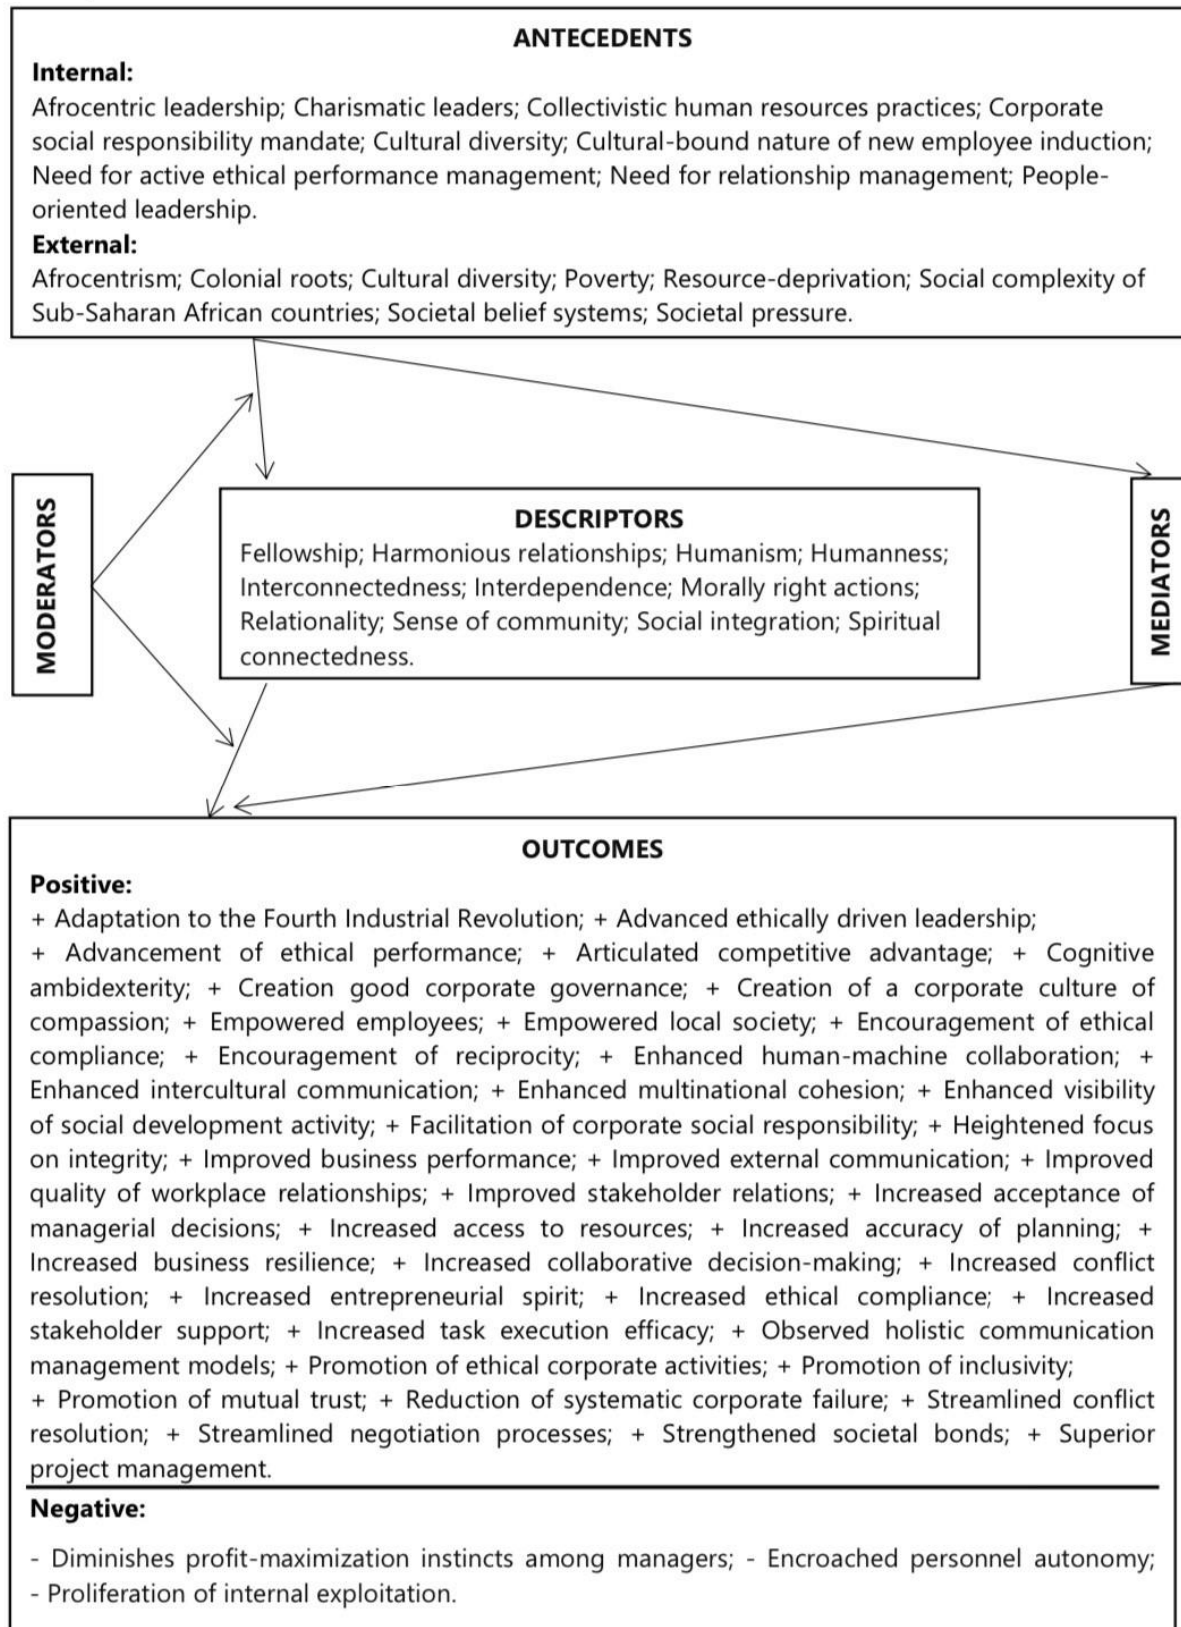 ANTECEDENTS
Internal:
Afrocentric leadership; Charismatic leaders; Collectivistic human resources practices; Corporate
social responsibility mandate; Cultural diversity; Cultural-bound nature of new employee induction;
Need for active ethical performance management; Need for relationship management; People-
oriented leadership.
External:
Afrocentrism; Colonial roots; Cultural diversity; Poverty; Resource-deprivation; Social complexity of
Sub-Saharan African countries; Societal belief systems; Societal pressure.
MODERATORS
DESCRIPTORS
Fellowship; Harmonious relationships; Humanism; Humanness;
Interconnectedness; Interdependence; Morally right actions;
Relationality; Sense of community; Social integration; Spiritual
connectedness.
MEDIATORS
OUTCOMES
Positive:
+ Adaptation to the Fourth Industrial Revolution; + Advanced ethically driven leadership;
+ Advancement of ethical performance; + Articulated competitive advantage; + Cognitive
ambidexterity; + Creation good corporate governance; + Creation of a corporate culture of
compassion; + Empowered employees; + Empowered local society; + Encouragement of ethical
compliance; + Encouragement of reciprocity; + Enhanced human-machine collaboration; +
Enhanced intercultural communication; + Enhanced multinational cohesion; + Enhanced visibility
of social development activity; + Facilitation of corporate social responsibility; + Heightened focus
on integrity; + Improved business performance; + Improved external communication; + Improved
quality of workplace relationships; + Improved stakeholder relations; + Increased acceptance of
managerial decisions; + Increased access to resources; + Increased accuracy of planning; +
Increased business resilience; + Increased collaborative decision-making; + Increased conflict
resolution; + Increased entrepreneurial spirit; + Increased ethical compliance; + Increased
stakeholder support; + Increased task execution efficacy; + Observed holistic communication
management models; + Promotion of ethical corporate activities; + Promotion of inclusivity;
+ Promotion of mutual trust; + Reduction of systematic corporate failure; + Streamlined conflict
resolution; + Streamlined negotiation processes; + Strengthened societal bonds; + Superior
project management.
Negative:
- Diminishes profit-maximization instincts among managers; - Encroached personnel autonomy;
- Proliferation of internal exploitation.